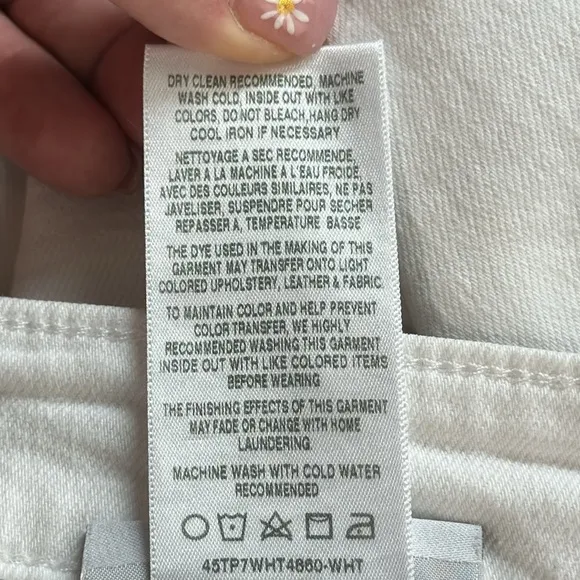 DRY CLEAN RECOMMENDED, MACHINE
WASH COLD, INSIDE OUT WITH LIKE
COLORS, DO NOT BLEACH, HANG DRY
COOL IRON IF NECESSARY
NETTOYAGE A SEC RECOMMENDE,
LAVER A LA MACHINE A L'EAU FROIDE,
AVEC DES COULEURS SIMILAIRES, NE PAS
JAVELISER, SUSPENDRE POUR SECHER
REPASSER A, TEMPERATURE BASSE
THE DYE USED IN THE MAKING OF THIS
GARMENT MAY TRANSFER ONTO LIGHT
COLORED UPHOLSTERY, LEATHER & FABRIC
TO MAINTAIN COLOR AND HELP PREVENT
COLOR TRANSFER, WE HIGHLY
RECOMMENDED WASHING THIS GARMENT
INSIDE OUT WITH LIKE COLORED ITEMS
BEFORE WEARING
THE FINISHING EFFECTS OF THIS GARMENT
MAY FADE OR CHANGE WITH HOME
LAUNDERING
MACHINE WASH WITH COLD WATER
RECOMMENDED
45TP7WHT4860-WHT